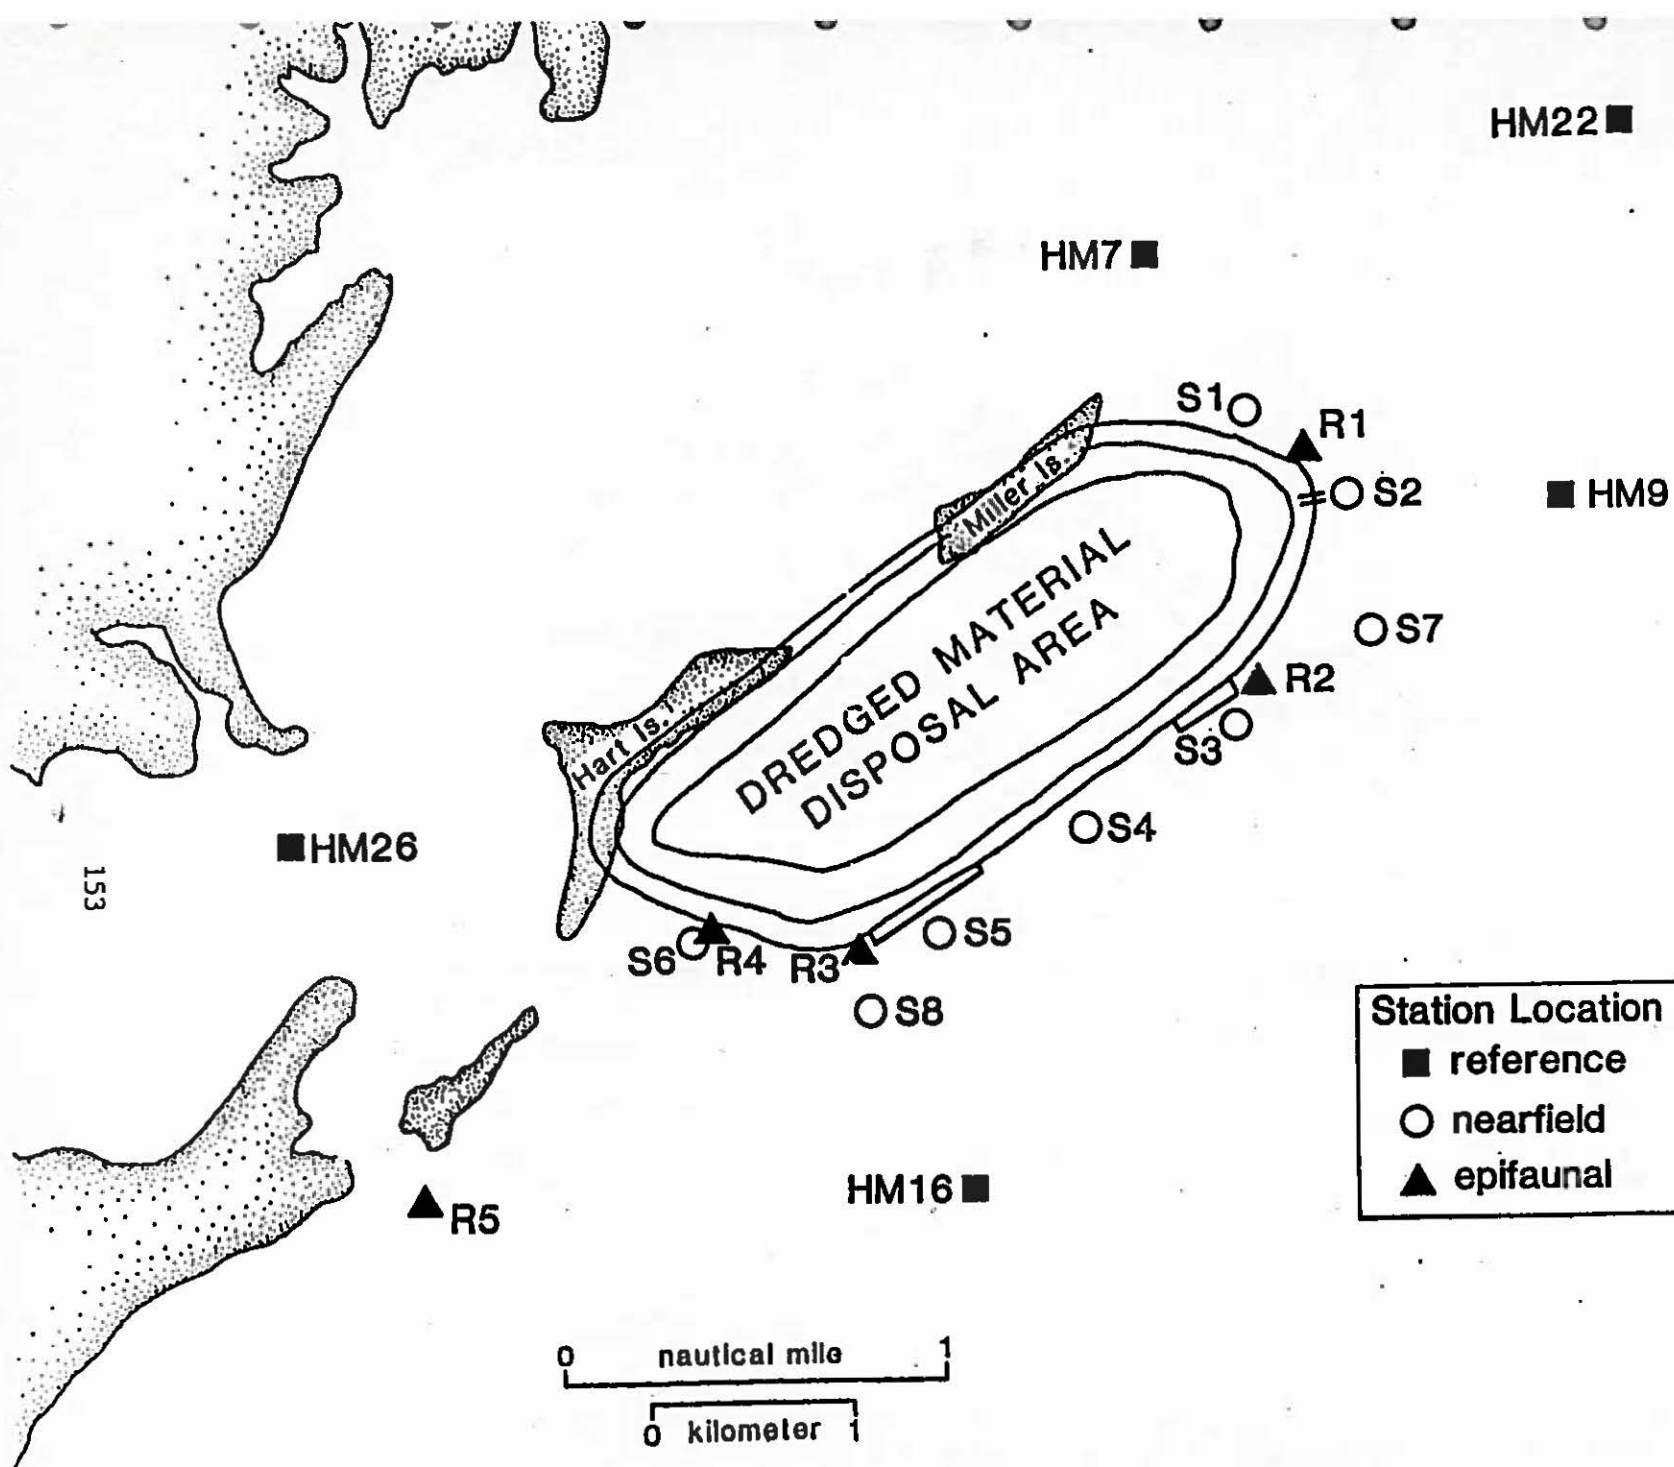 HM22
HM7
S1
R1
S2
HM9
Miller Is.
DREDGED MATERIAL
DISPOSAL AREA
S7
R2
S3
Hart Is.
S4
HM26
153
S5
S6
R4
R3
S8
Station Location
reference
nearfield
epifaunal
HM16
R5
0 nautical mile 1
0 kilometer 1